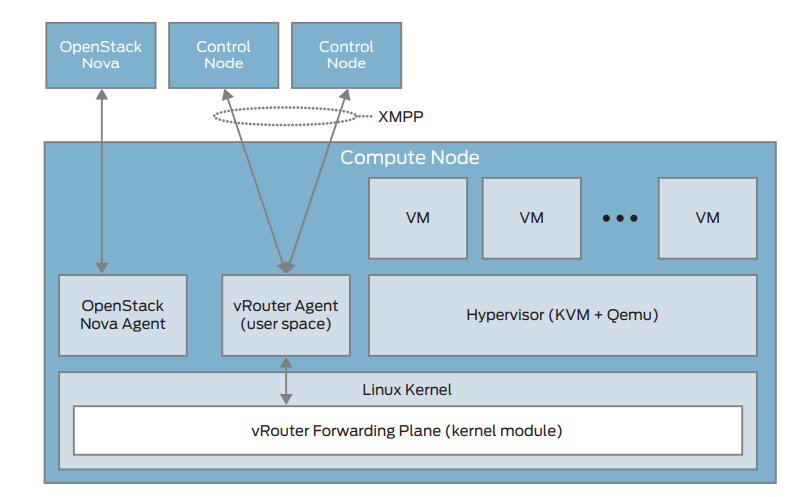 OpenStack
Nova
Control
Node
Control
Node
XMPP
Compute Node
VM
VM
VM
OpenStack
Nova Agent
vRouter Agent
(user space)
Hypervisor (KVM + Qemu)
Linux Kernel
vRouter Forwarding Plane (kernel module)